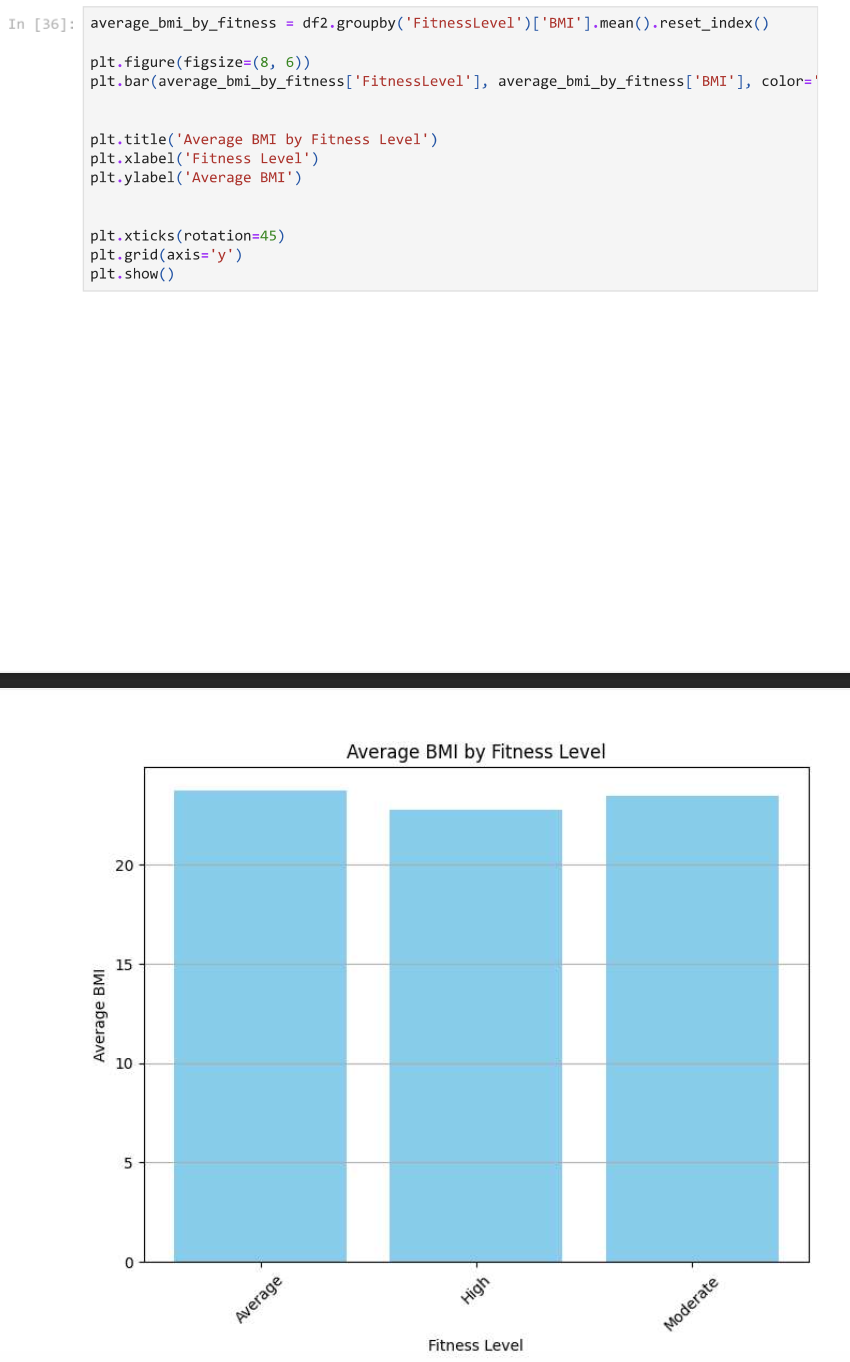 In [36]:
average_bmi_by_fitness = df2.groupby('FitnessLevel')['BMI'].mean().reset_index()
plt.figure(figsize=(8, 6))
plt.bar(average_bmi_by_fitness['FitnessLevel'], average_bmi_by_fitness['BMI'], color='
plt.title('Average BMI by Fitness Level')
plt.xlabel('Fitness Level')
plt.ylabel('Average BMI')
plt.xticks(rotation=45)
plt.grid(axis='y')
plt.show()
Average BMI by Fitness Level
20
15
10
5
0
Average BMI
Average
High
Moderate
Fitness Level